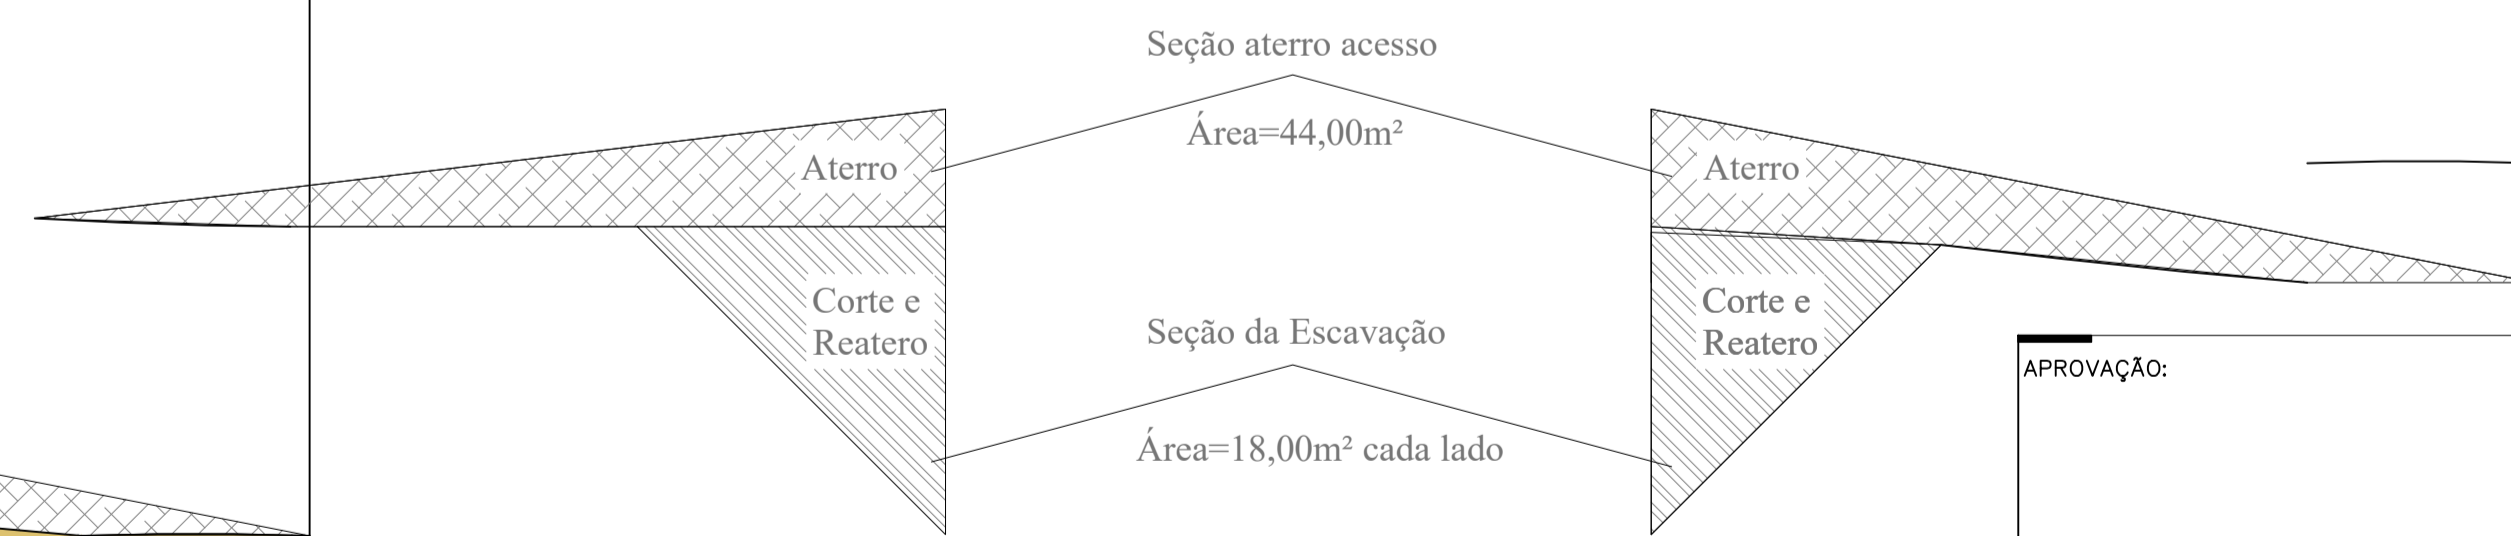 Seção aterro acesso
Área=44,00m²
Aterro
Aterro
Corte e
Reatero
Seção da Escavação
Corte e
Reatero
Área=18,00m² cada lado
APROVAÇÃO: